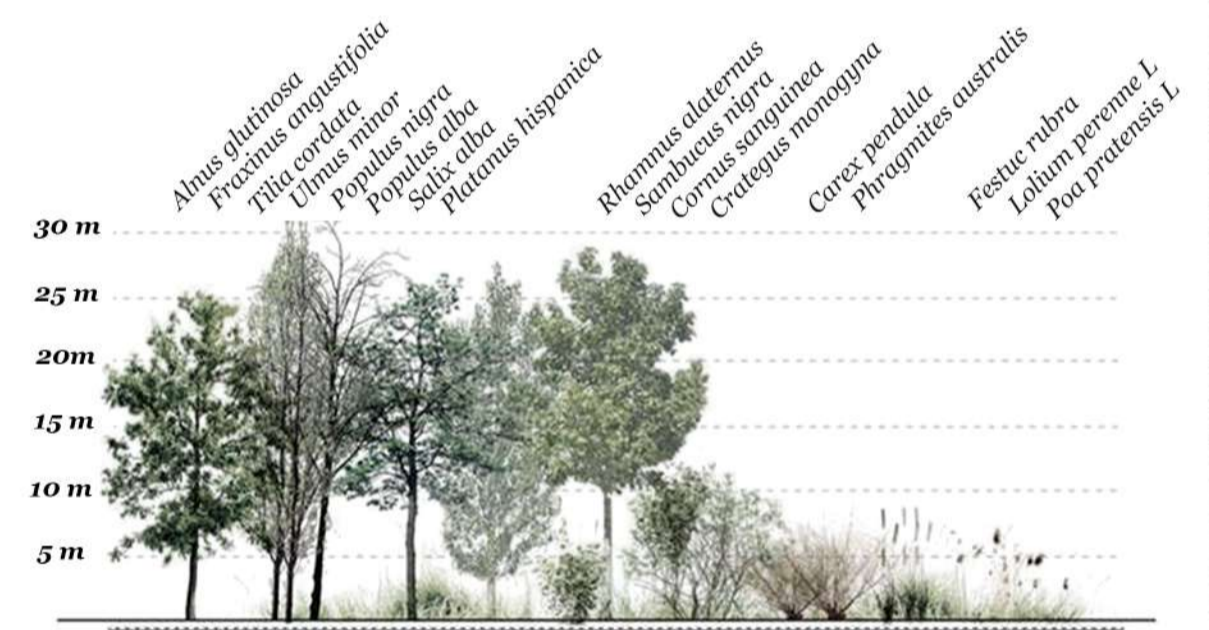 Alnus glutinosa
Fraxinus angustifolia
Tilia cordata
Ulmus minor
Populus nigra
Populus alba
Salix alba
Platanus hispanica
Rhamnus alaternus
Sambucus nigra
Cornus sanguinea
Crategus monogyna
Carex pendula
Phragmites australis
Festuc rubra
Lolium perenne L
Poa pratensis L
30 m
25 m
20m
15 m
10 m
5 m